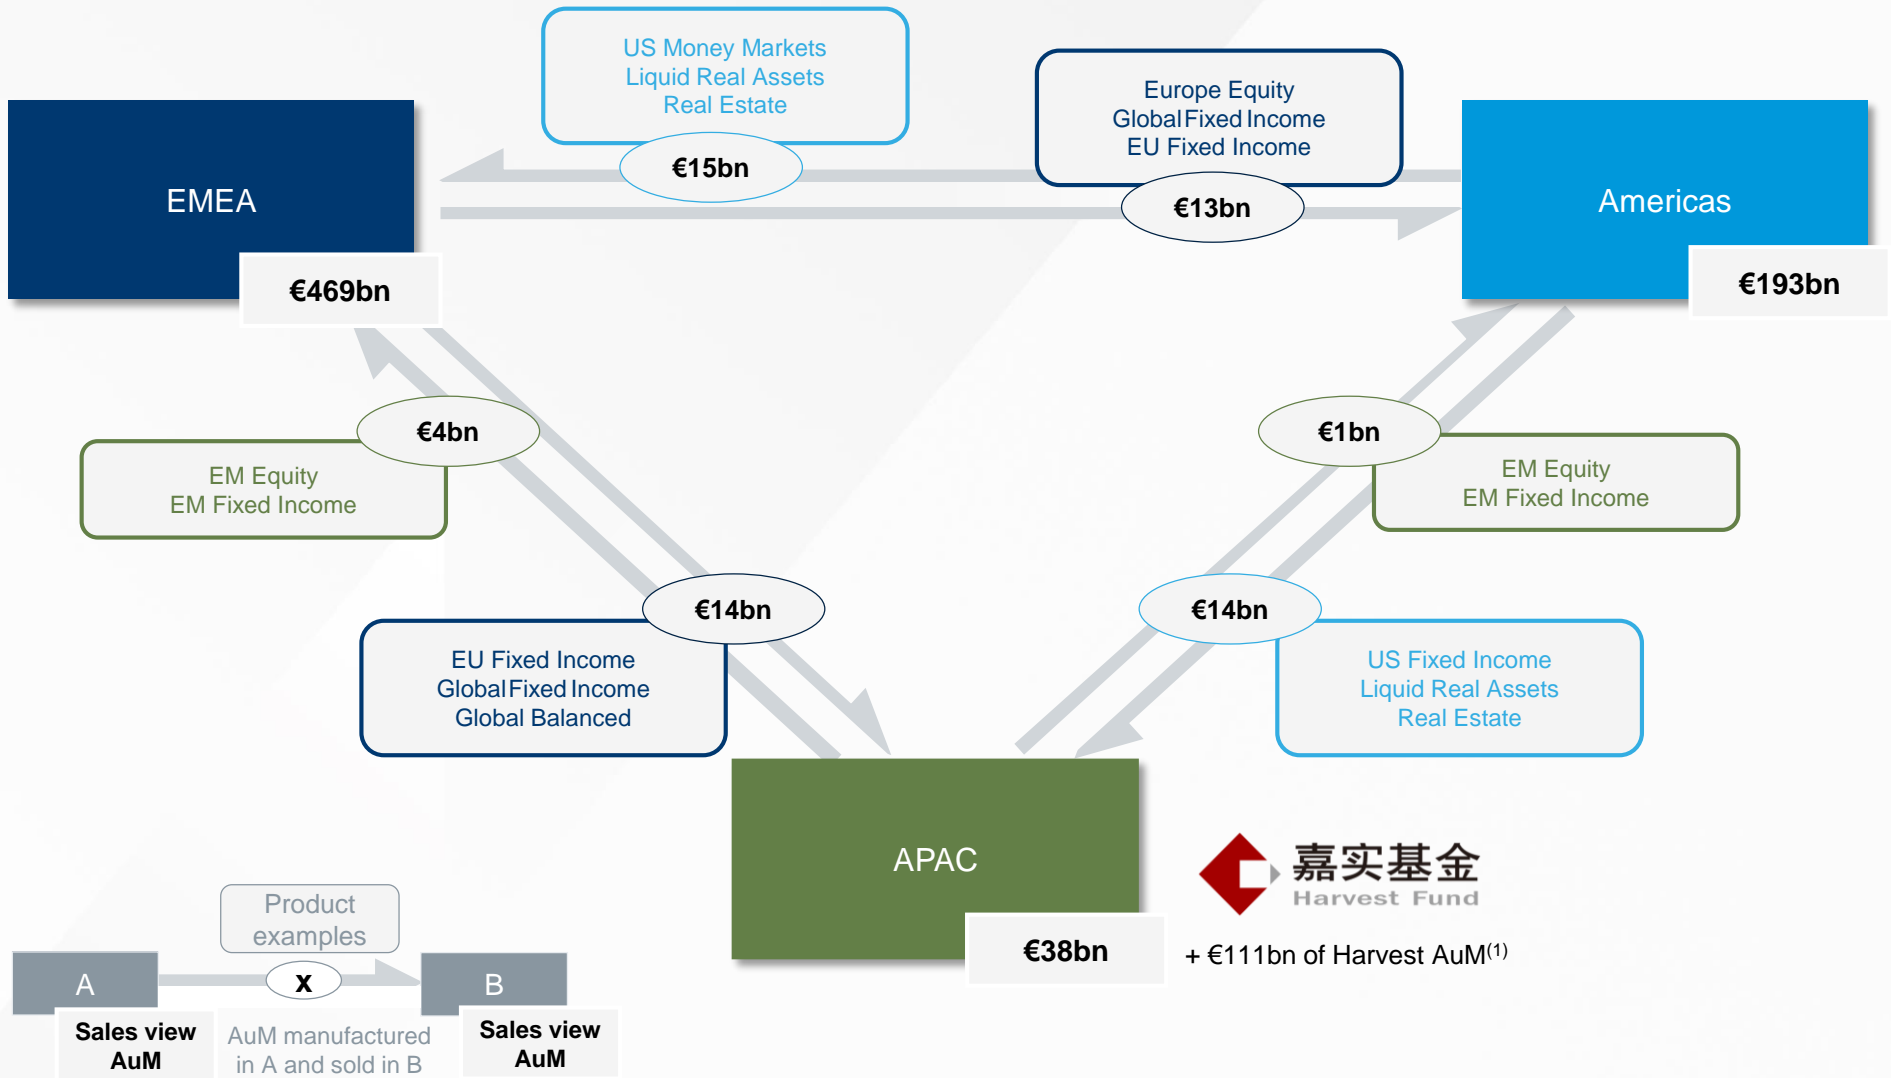 US Money Markets
Liquid Real Assets
Real Estate
€15bn
Europe Equity
Global Fixed Income
EU Fixed Income
€13bn
EMEA
€469bn
Americas
€193bn
€4bn
EM Equity
EM Fixed Income
€1bn
EM Equity
EM Fixed Income
€14bn
EU Fixed Income
Global Fixed Income
Global Balanced
€14bn
US Fixed Income
Liquid Real Assets
Real Estate
APAC
€38bn
嘉实基金
Harvest Fund
+ €111bn of Harvest AuM(1)
Product
examples
A
x
B
Sales view
AuM
AuM manufactured
in A and sold in B
Sales view
AuM